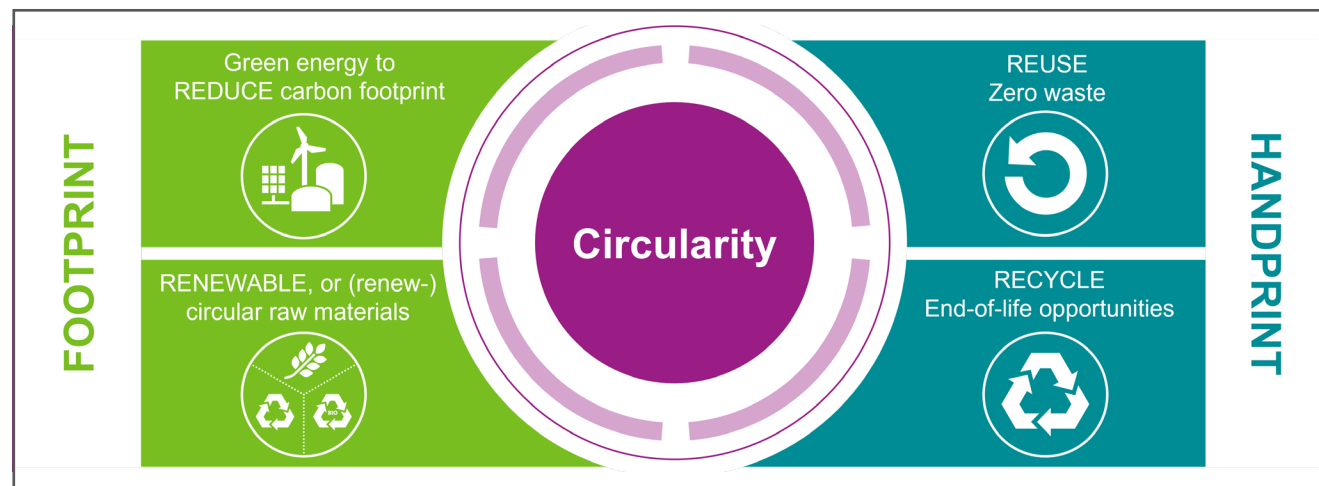 FOOTPRINT
Green energy to
REDUCE carbon footprint
RENEWABLE, or (renew-)
circular raw materials
BIO
Circularity
REUSE
Zero waste
RECYCLE
End-of-life opportunities
HANDPRINT